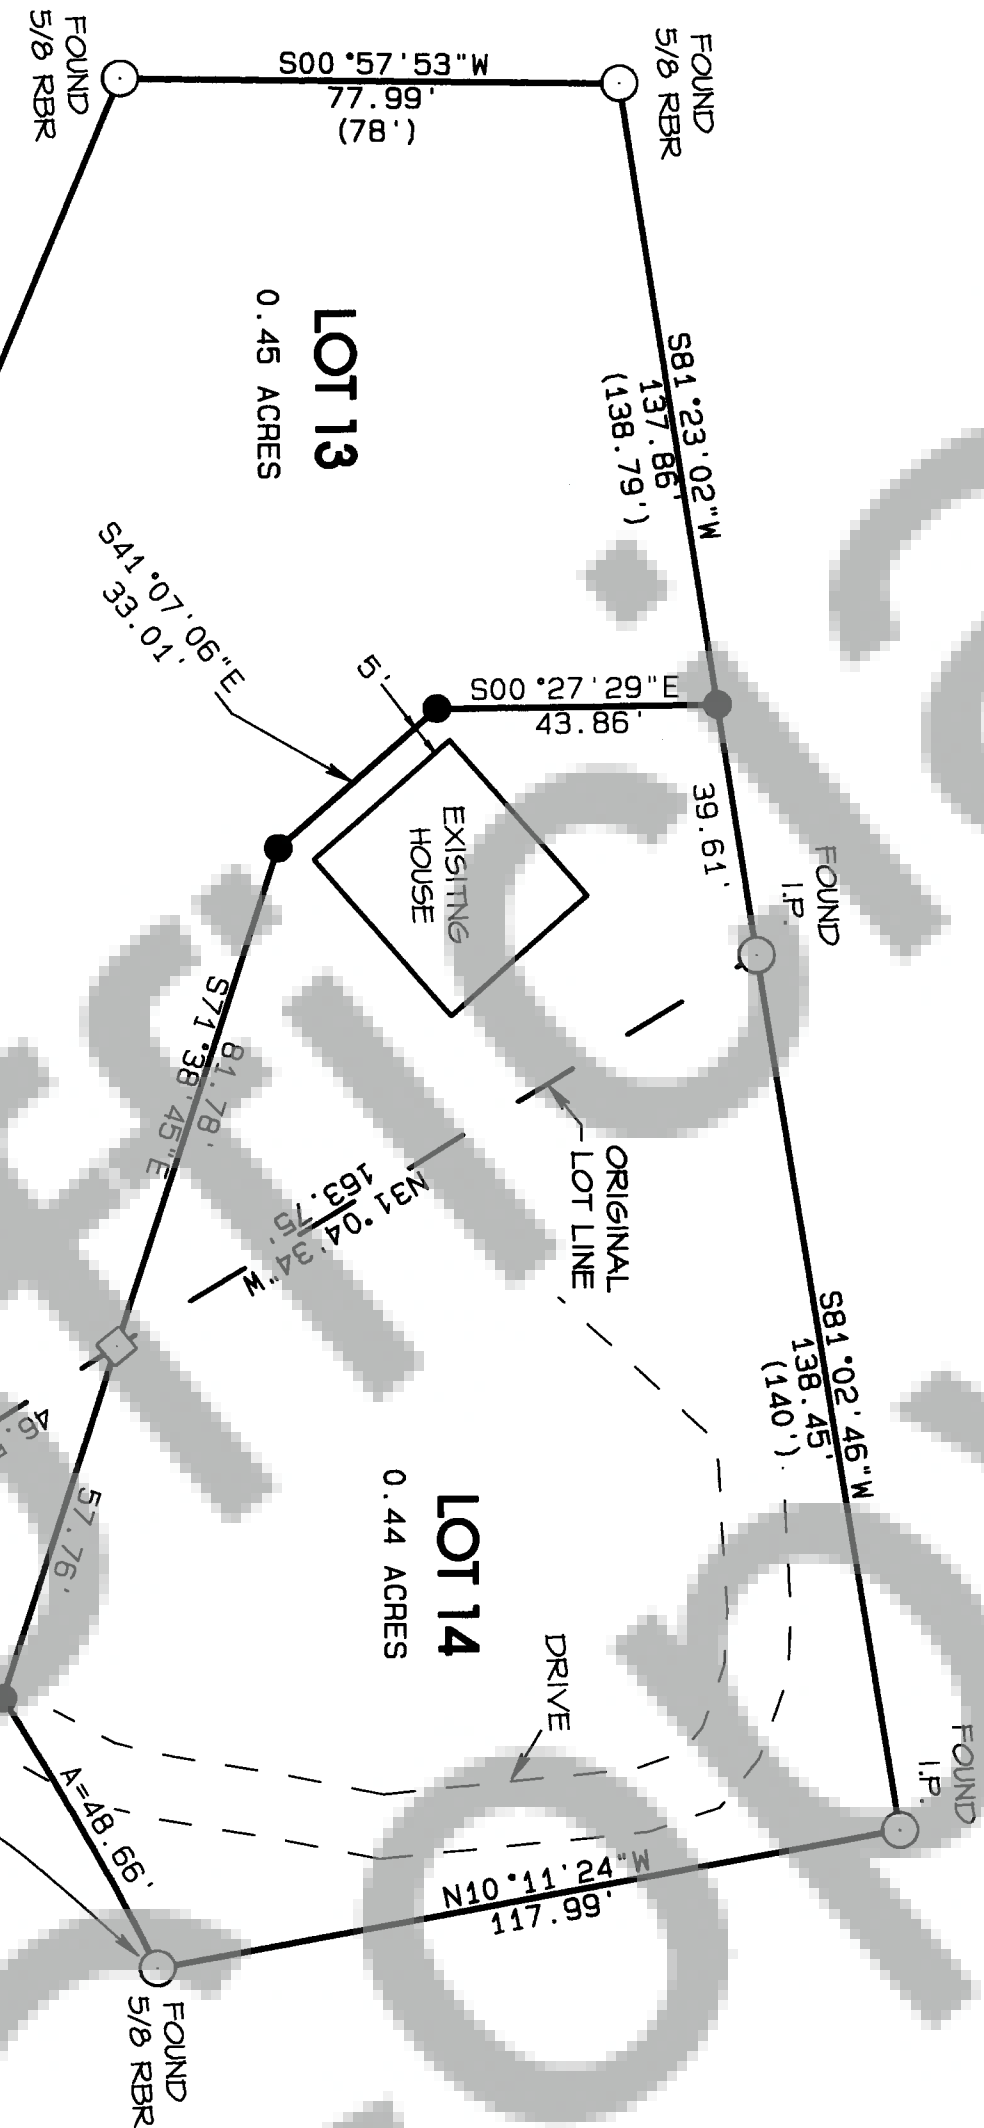 FOUND
5/8 RBR
S00°57'53"W
77.99'
(78')
FOUND
5/8 RBR
S81°23'02"W
137.86'
(138.79')
LOT 13
0.45 ACRES
S41°07'06"E
33.01'
5'
S00°27'29"E
43.86'
39.61'
FOUND
I.P.
EXISITNG
HOUSE
81.78'
S71°38'45"E
ORIGINAL
LOT LINE
N31°04'34"W
163.75'
S81°02'46"W
138.45'
(140')
46.
57.76'
LOT 14
0.44 ACRES
DRIVE
A=48.66'
N10°11'24"W
117.99'
FOUND
I.P.
FOUND
5/8 RBR